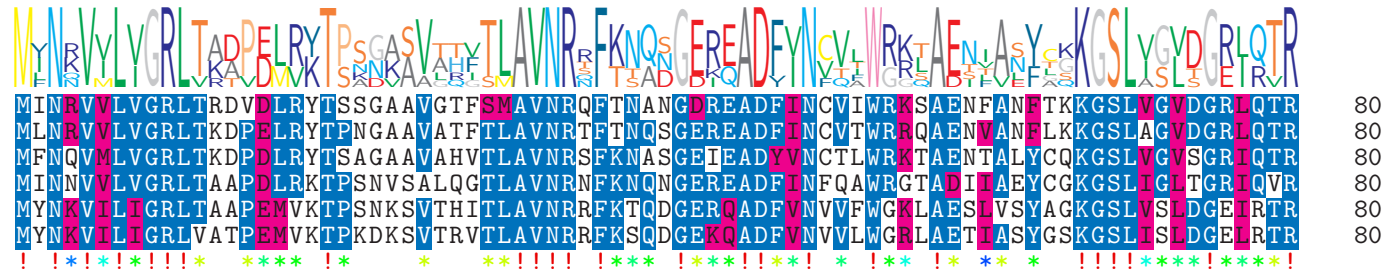 MINRVVLVGRLTRDVDLRYTSSGAAVGTFSMAVNRQFTNANGDREADFINCVIWRKSAENFANFTKKGSLVGVDGRLQTR 80
MLNRVVLVGRLTKDPELRYTPNGAAVATFTLAVNRTFTNQSGEREADFINCVTWRRQAENVANFLKKGSLAGVDGRLQTR 80
MFNQVMLVGRLTKDPDLRYTSAGAAVAHVTLAVNRSFKNASGEIEADYVNCTLWRKTAENTALYCQKGSLVGVSGRIQTR 80
MINNVVLVGRLTAAPDLRKTPSNVSALQGTLAVNRNFKNQNGEREADFINFQAWRGTADIIAEYCGKGSLIGLTGRIQVR 80
MYNKVILIGRLTAAPEMVKTPSNKSVTHITLAVNRRFKTQDGERQADFVNVVFWGKLAESLVSYAGKGSLVSLDGEIRTR 80
MYNKVILIGRLVATPEMVKTPKDKSVTRVTLAVNRRFKSQDGEKQADFVNVVLWGRLAETIASYGSKGSLISLDGELRTR 80